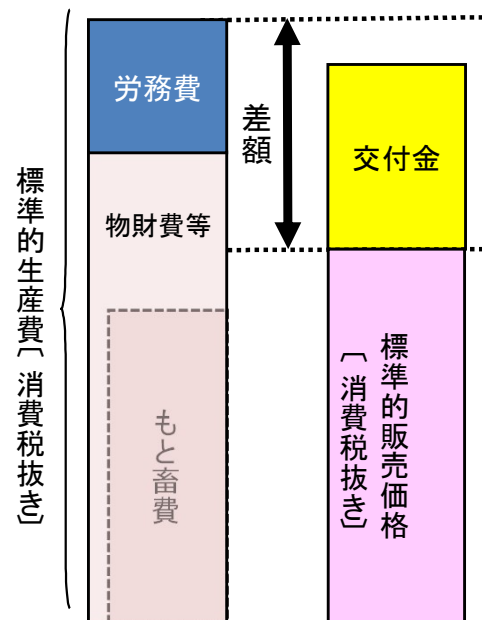 標準的生産費〔消費税抜き〕
労務費
物財費等
もと畜費
差額
交付金
標準的販売価格
〔消費税抜き〕